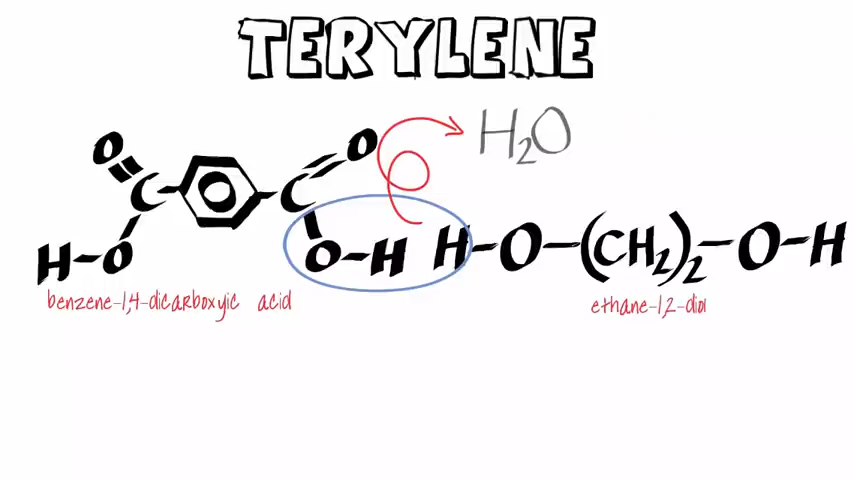 TERYLENE
H₂O
O O
C C
H-O O-H H-O-(CH₂)₂-O-H
benzene-1,4-dicarboxyic acid
ethane-1,2-diol